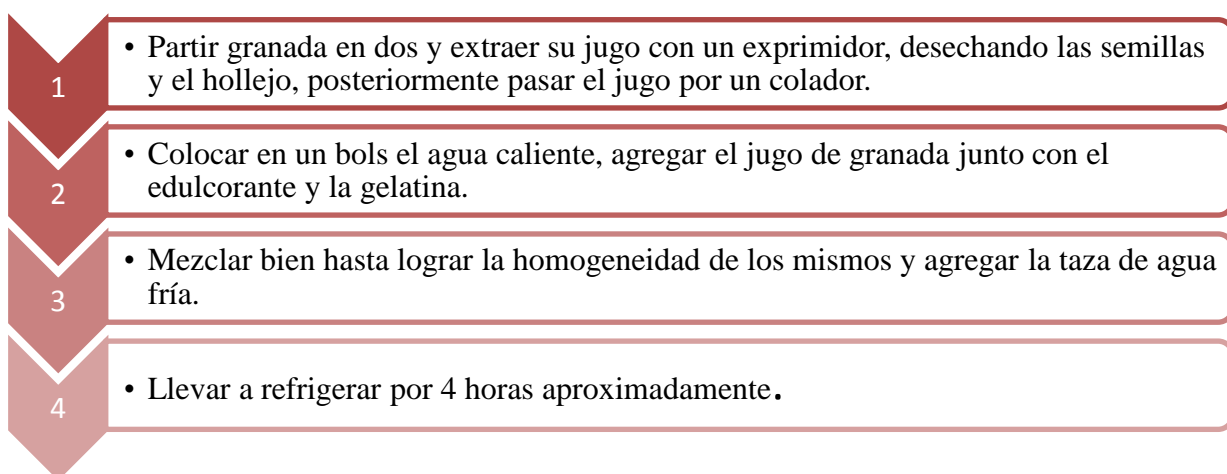 1
• Partir granada en dos y extraer su jugo con un exprimidor, desechando las semillas
y el hollejo, posteriormente pasar el jugo por un colador.
2
• Colocar en un bols el agua caliente, agregar el jugo de granada junto con el
edulcorante y la gelatina.
3
• Mezclar bien hasta lograr la homogeneidad de los mismos y agregar la taza de agua
fría.
4
• Llevar a refrigerar por 4 horas aproximadamente.